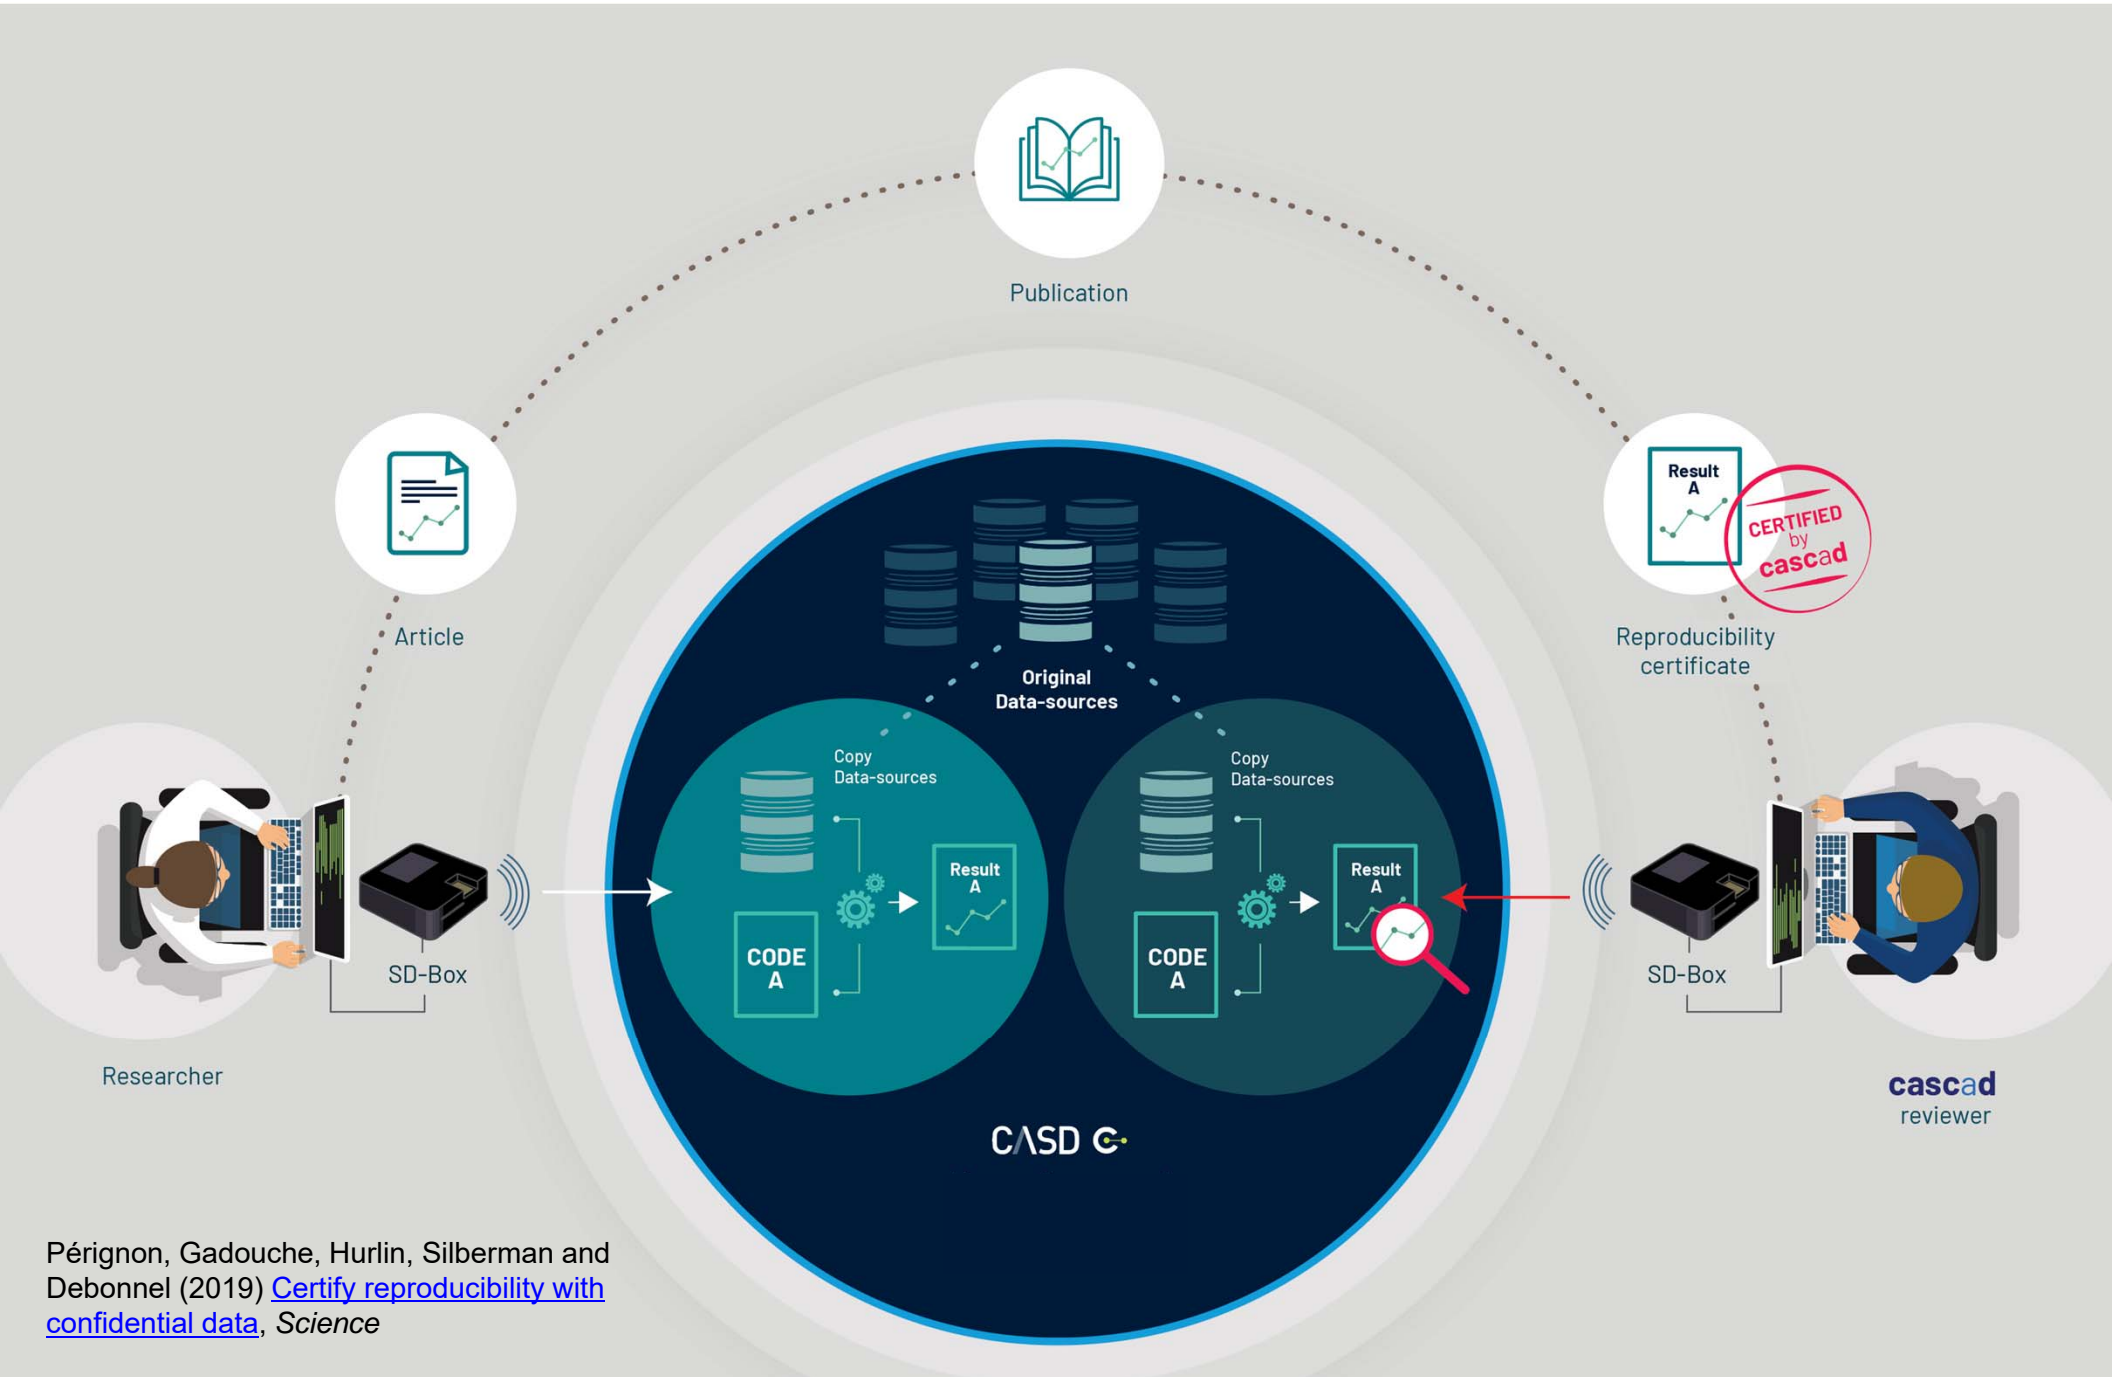 Publication
Result
A
CERTIFIED
by
cascad
Article
Reproducibility
certificate
Original
Data-sources
Copy
Data-sources
Copy
Data-sources
Result
A
Result
A
CODE
A
CODE
A
SD-Box
SD-Box
Researcher
cascad
reviewer
CASD
Pérignon, Gadouche, Hurlin, Silberman and
Debonnel (2019) Certify reproducibility with
confidential data, Science